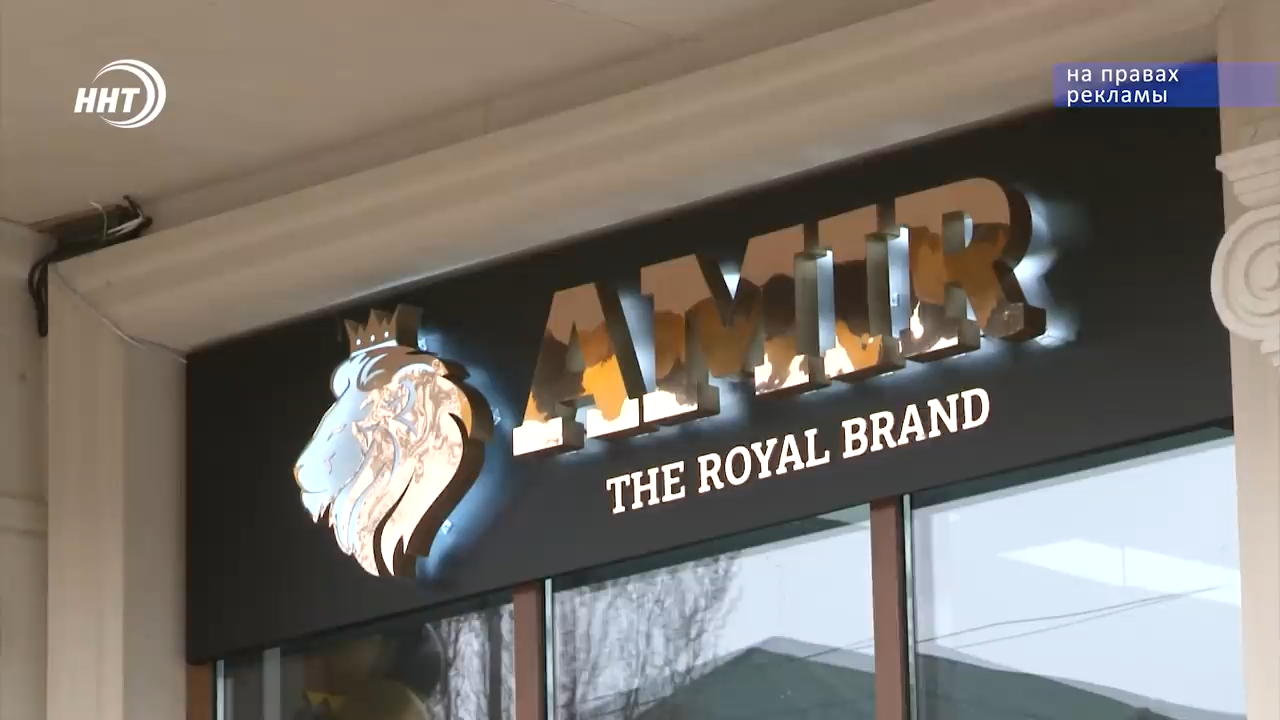 ННТ
на правах
рекламы
AMIR
THE ROYAL BRAND